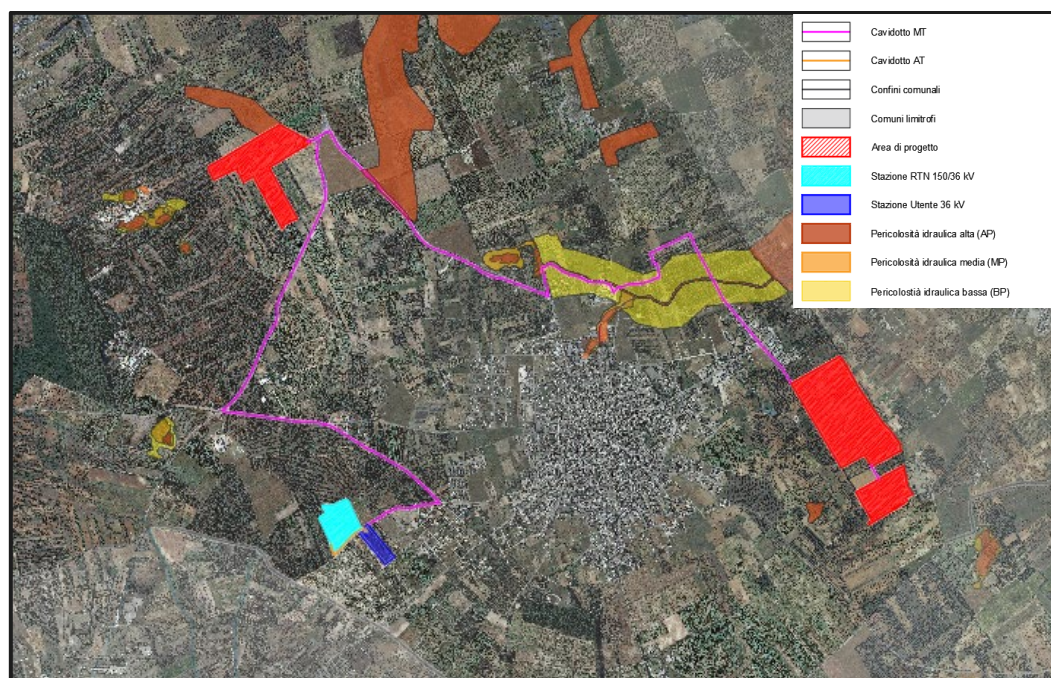 Cavidotto MT
Cavidotto AT
Confini comunali
Comuni limitrofi
Area di progetto
Stazione RTN 150/36 kV
Stazione Utente 36 kV
Pericolosità idraulica alta (AP)
Pericolosità idraulica media (MP)
Pericolostià idraulica bassa (BP)